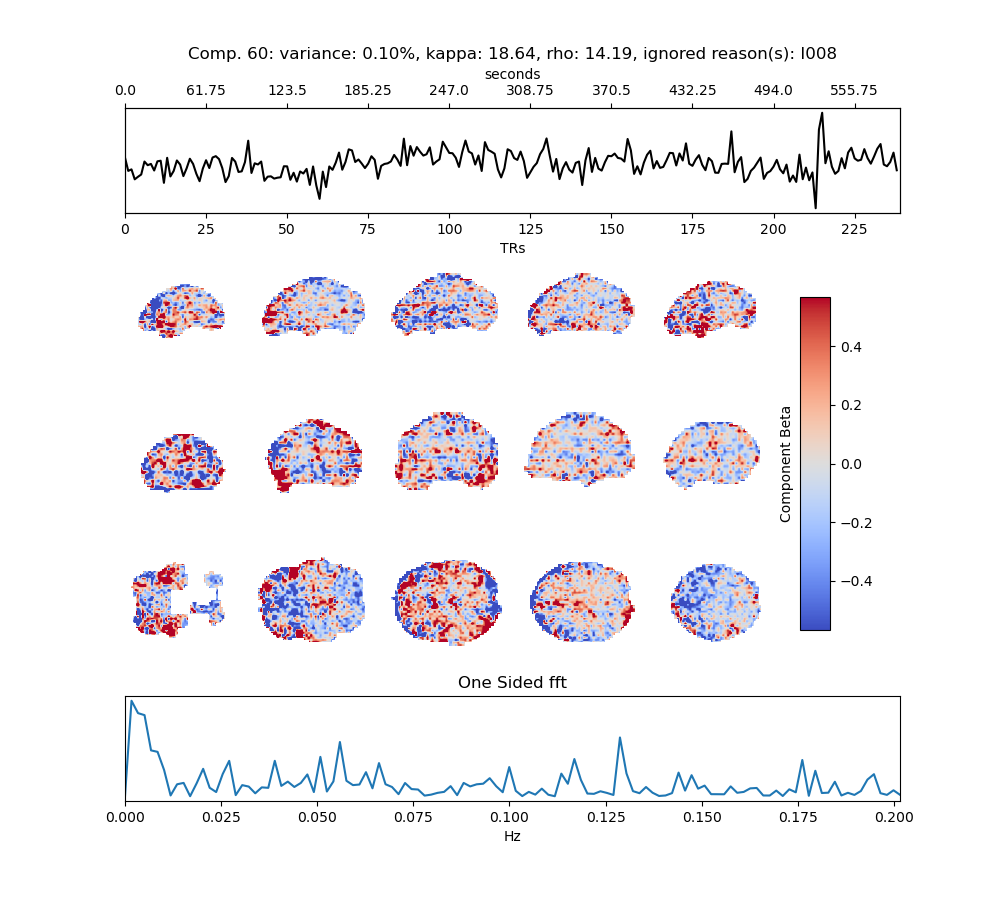 Comp. 60: variance: 0.10%, kappa: 18.64, rho: 14.19, ignored reason(s): I008
seconds
0.0 61.75 123.5 185.25 247.0 308.75 370.5 432.25 494.0 555.75
0 25 50 75 100 125 150 175 200 225
TRs
0.4
0.2
0.0
−0.2
−0.4
Component Beta
One Sided fft
0.000 0.025 0.050 0.075 0.100 0.125 0.150 0.175 0.200
Hz